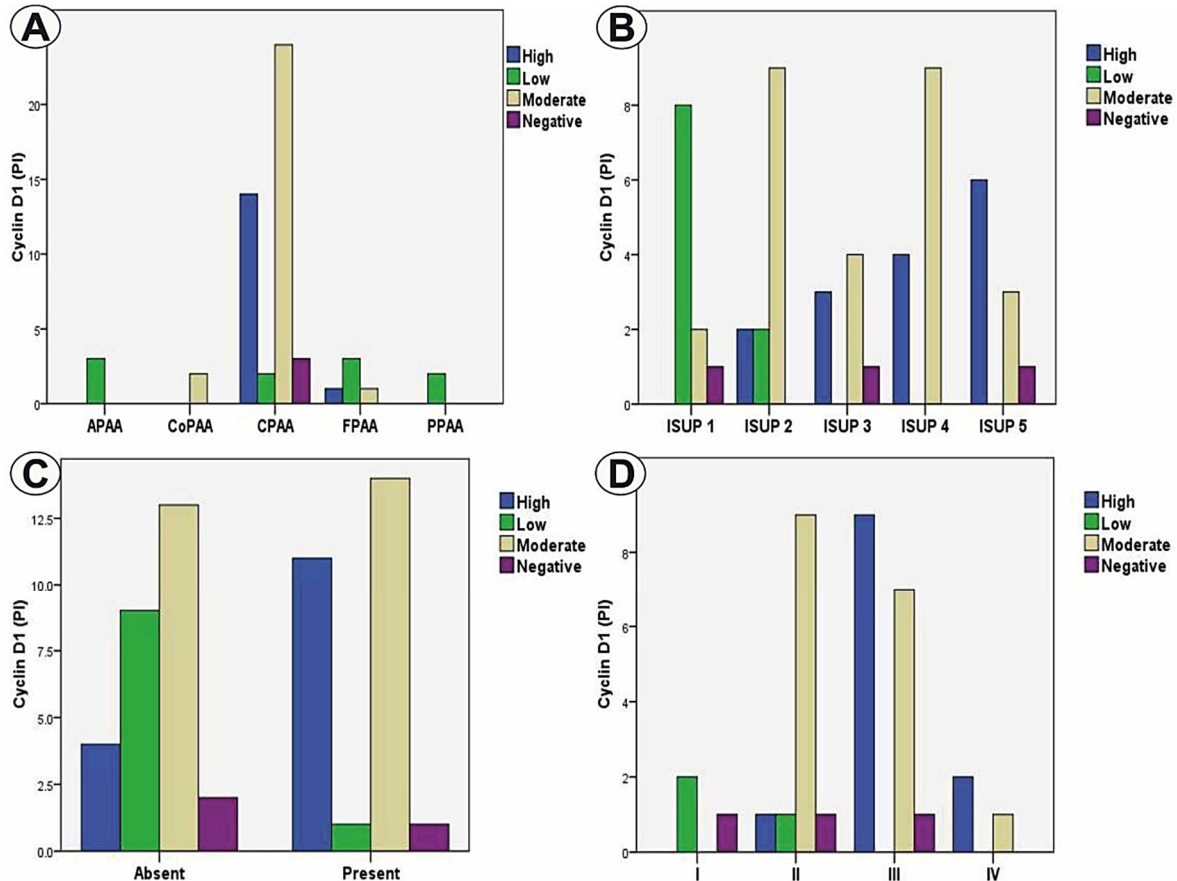 A
Cyclin D1 (PI)
20
15
10
5
0
APAA CoPAA CPAA FPAA PPAA
High
Low
Moderate
Negative
B
Cyclin D1 (PI)
8
6
4
2
0
ISUP 1 ISUP 2 ISUP 3 ISUP 4 ISUP 5
High
Low
Moderate
Negative
C
Cyclin D1 (PI)
12.5
10.0
7.5
5.0
2.5
0.0
Absent Present
High
Low
Moderate
Negative
D
Cyclin D1 (PI)
8
6
4
2
0
I II III IV
High
Low
Moderate
Negative